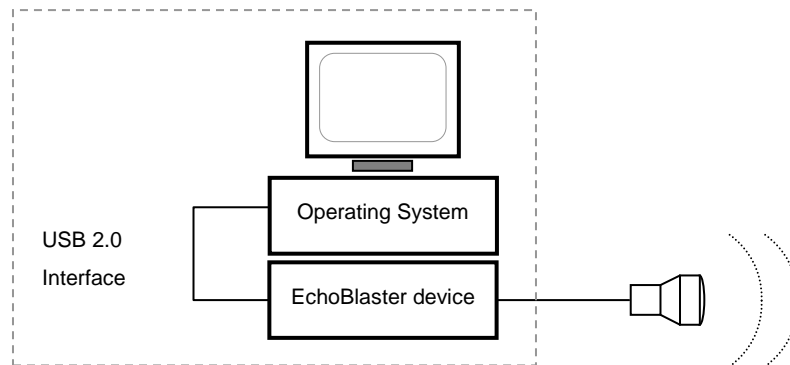 Operating System
USB 2.0
Interface
EchoBlaster device